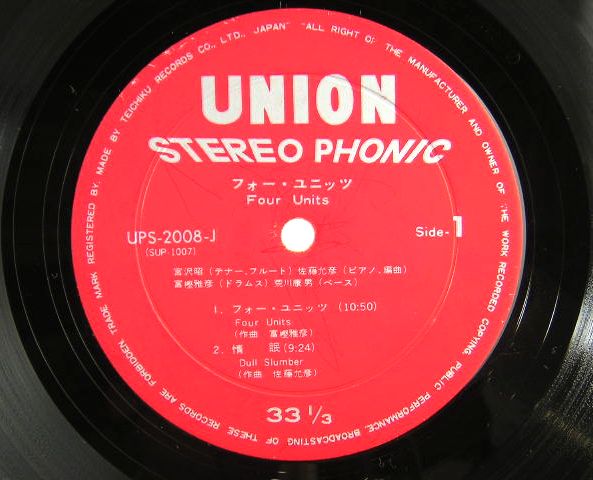 TRADE MARK REGISTERED. MADE BY TEICHIKU RECORDS CO., LTD., JAPAN "ALL RIGHT OF THE MANUFACTURER AND OWNER OF THE WORK RECORDED COPYING PUBLIC PERFORMANCE, BROADCASTING OF THESE RECORDS ARE FORBIDDEN
UNION
STEREO PHONIC
フォー・ユニッツ
Four Units
UPS-2008-J
Side-1
(SUP-1007)
宮沢昭(テナー、フルート)佐藤允彦(ピアノ、編曲)
富樫雅彦(ドラムス)荒川康男(ベース)
1. フォー・ユニッツ (10:50)
Four Units
(作曲 富樫雅彦)
2. 惰 眠 (9:24)
Dull Slumber
(作曲 佐藤允彦)
33 1/3